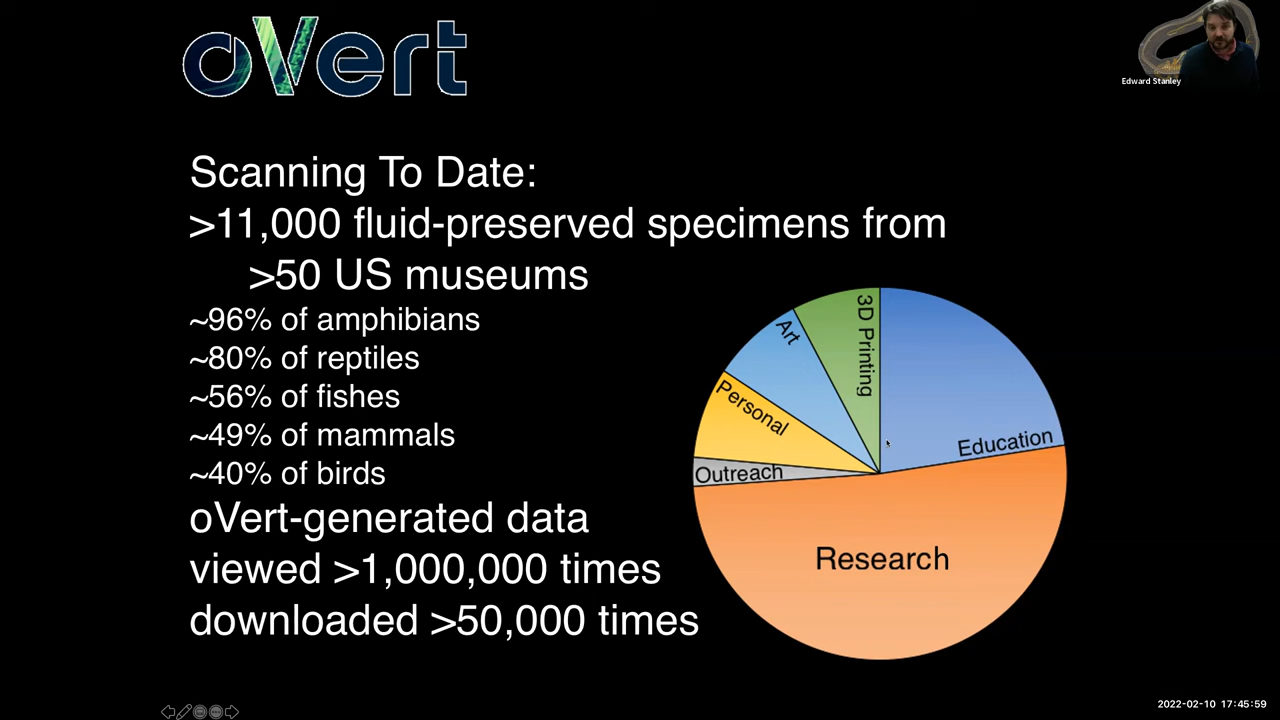 oVert
Edward Stanley
Scanning To Date:
>11,000 fluid-preserved specimens from
>50 US museums
~96% of amphibians
~80% of reptiles
~56% of fishes
~49% of mammals
~40% of birds
oVert-generated data
viewed >1,000,000 times
downloaded >50,000 times
3D Printing
Art
Personal
Outreach
Education
Research
2022-02-10 17:45:59